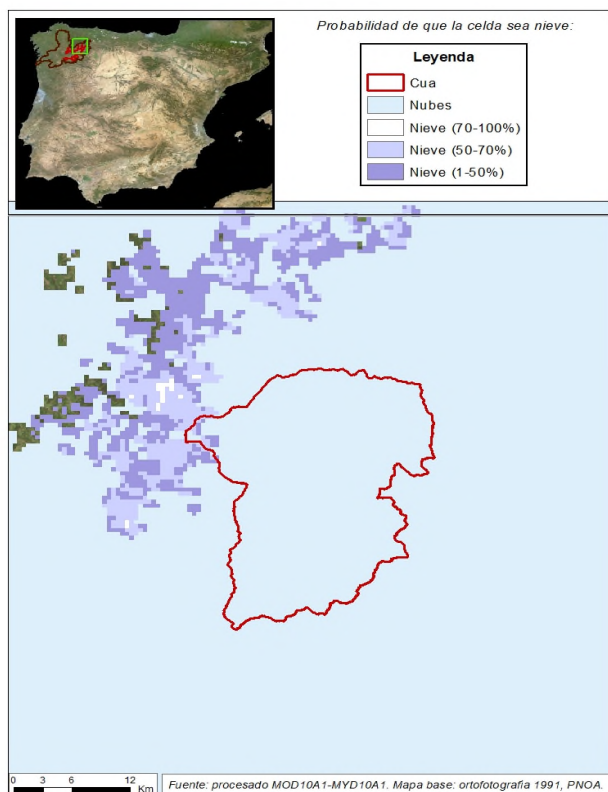 Probabilidad de que la celda sea nieve:
Leyenda
Cua
Nubes
Nieve (70-100%)
Nieve (50-70%)
Nieve (1-50%)
0 3 6 12
Km
Fuente: procesado MOD10A1-MYD10A1. Mapa base: ortofotografía 1991, PNOA.